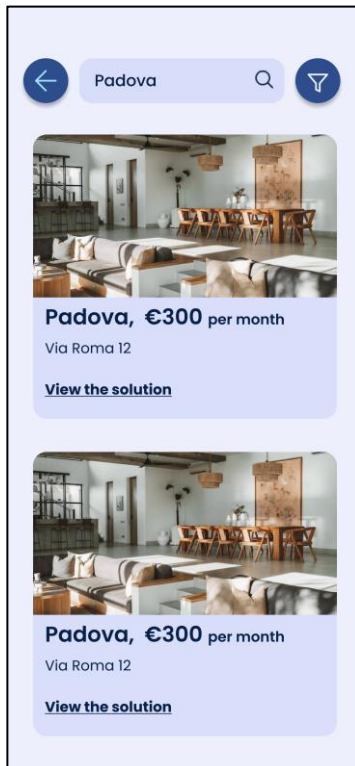 Padova
Padova, €300 per month
Via Roma 12
View the solution
Padova, €300 per month
Via Roma 12
View the solution